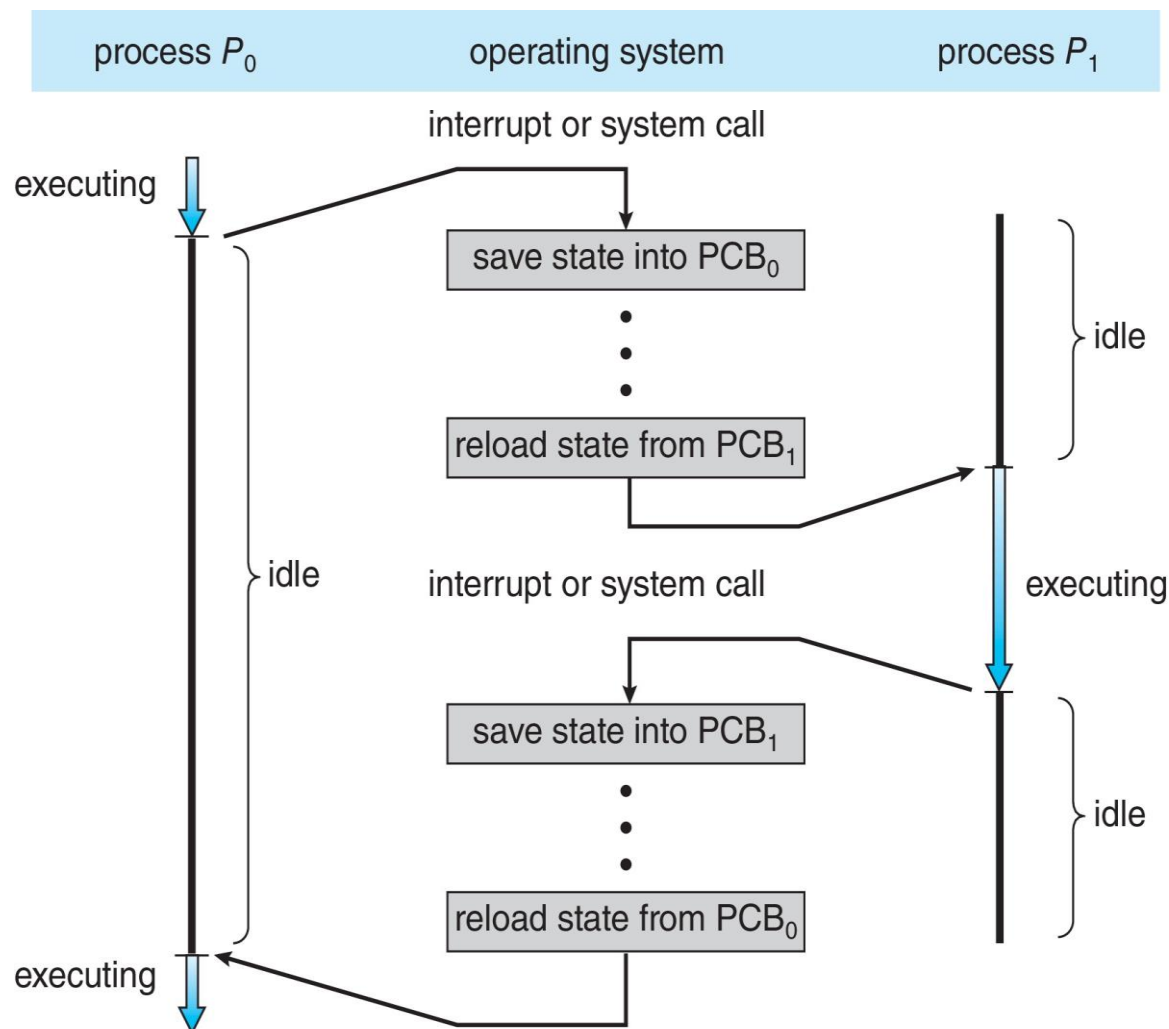 process P₀ operating system process P₁
interrupt or system call
executing
save state into PCB₀
idle
reload state from PCB₁
idle
interrupt or system call
executing
save state into PCB₁
idle
reload state from PCB₀
executing